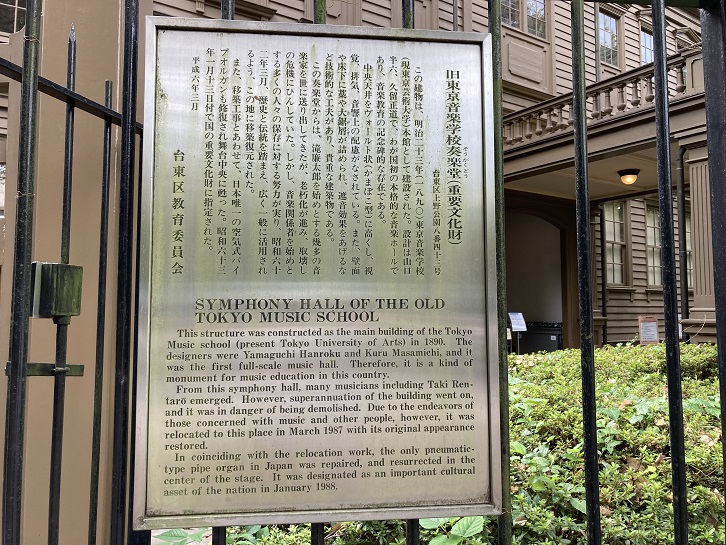 旧東京音楽学校奏楽堂(重要文化財)
そうがくどう
台東区上野公園八番四十三号
この建物は、明治二十三年(一八九〇)東京音楽学校
(現東京芸術大学)本館として建設された。設計は山口
半六、久留正道で、わが国初の本格的な音楽ホールで
あり、音楽教育の記念碑的な存在である。
中央天井をヴォールト状(かまぼこ型)に高くし、視
覚、排気、音響上の配慮がなされている。また、壁面
や床下に藁や大鋸屑が詰められ、遮音効果をあげるな
ど技術的な工夫があり、貴重な建築物である。
この奏楽堂からは、滝廉太郎を始めとする幾多の音
楽家を世に送り出してきたが、老朽化が進み、取壊し
の危機にひんしていた。しかし、音楽関係者を始めと
する多くの人々の保存に対する努力が実り、昭和六十
二年三月、歴史と伝統を踏まえ、広く一般に活用され
るよう、この地に移築復元された。
また、移築工事とあわせて、日本唯一の空気式パイ
プオルガンも修復され舞台中央に甦った。昭和六十三
年一月十三日付で国の重要文化財に指定された。
平成六年三月
台東区教育委員会
SYMPHONY HALL OF THE OLD
TOKYO MUSIC SCHOOL
This structure was constructed as the main building of the Tokyo
Music school (present Tokyo University of Arts) in 1890. The
designers were Yamaguchi Hanroku and Kuru Masamichi, and it
was the first full-scale music hall. Therefore, it is a kind of
monument for music education in this country.
From this symphony hall, many musicians including Taki Ren-
tarō emerged. However, superannuation of the building went on,
and it was in danger of being demolished. Due to the endeavors of
those concerned with music and other people, however, it was
relocated to this place in March 1987 with its original appearance
restored.
In coinciding with the relocation work, the only pneumatic-
type pipe organ in Japan was repaired, and resurrected in the
center of the stage. It was designated as an important cultural
asset of the nation in January 1988.